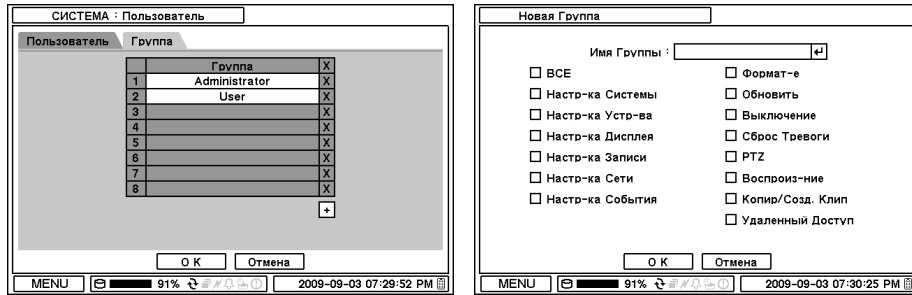 СИСТЕМА : Пользователь
Пользователь Группа
Группа X
1 Administrator X
2 User X
3 X
4 X
5 X
6 X
7 X
8 X
+
O K Отмена
MENU 91% 2009-09-03 07:29:52 PM
Новая Группа
Имя Группы :
ВСЕ
Настр-ка Системы
Настр-ка Устр-ва
Настр-ка Дисплея
Настр-ка Записи
Настр-ка Сети
Настр-ка События
Формат-е
Обновить
Выключение
Сброс Тревоги
PTZ
Воспроиз-ние
Копир/Созд. Клип
Удаленный Доступ
O K Отмена
MENU 91% 2009-09-03 07:30:25 PM